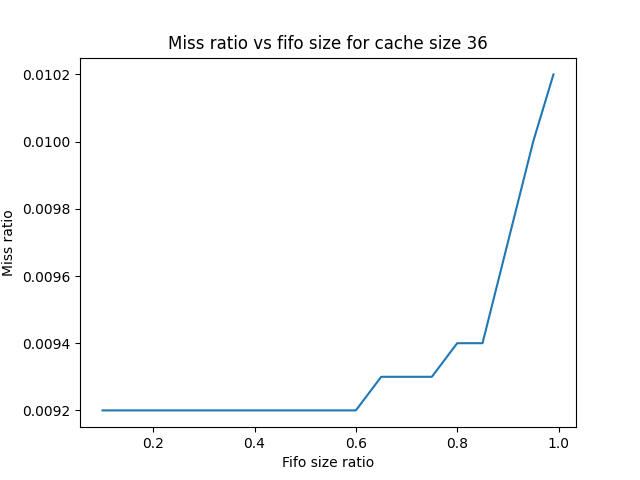 Miss ratio vs fifo size for cache size 36
0.0102
0.0100
0.0098
0.0096
0.0094
0.0092
Miss ratio
0.2 0.4 0.6 0.8 1.0
Fifo size ratio